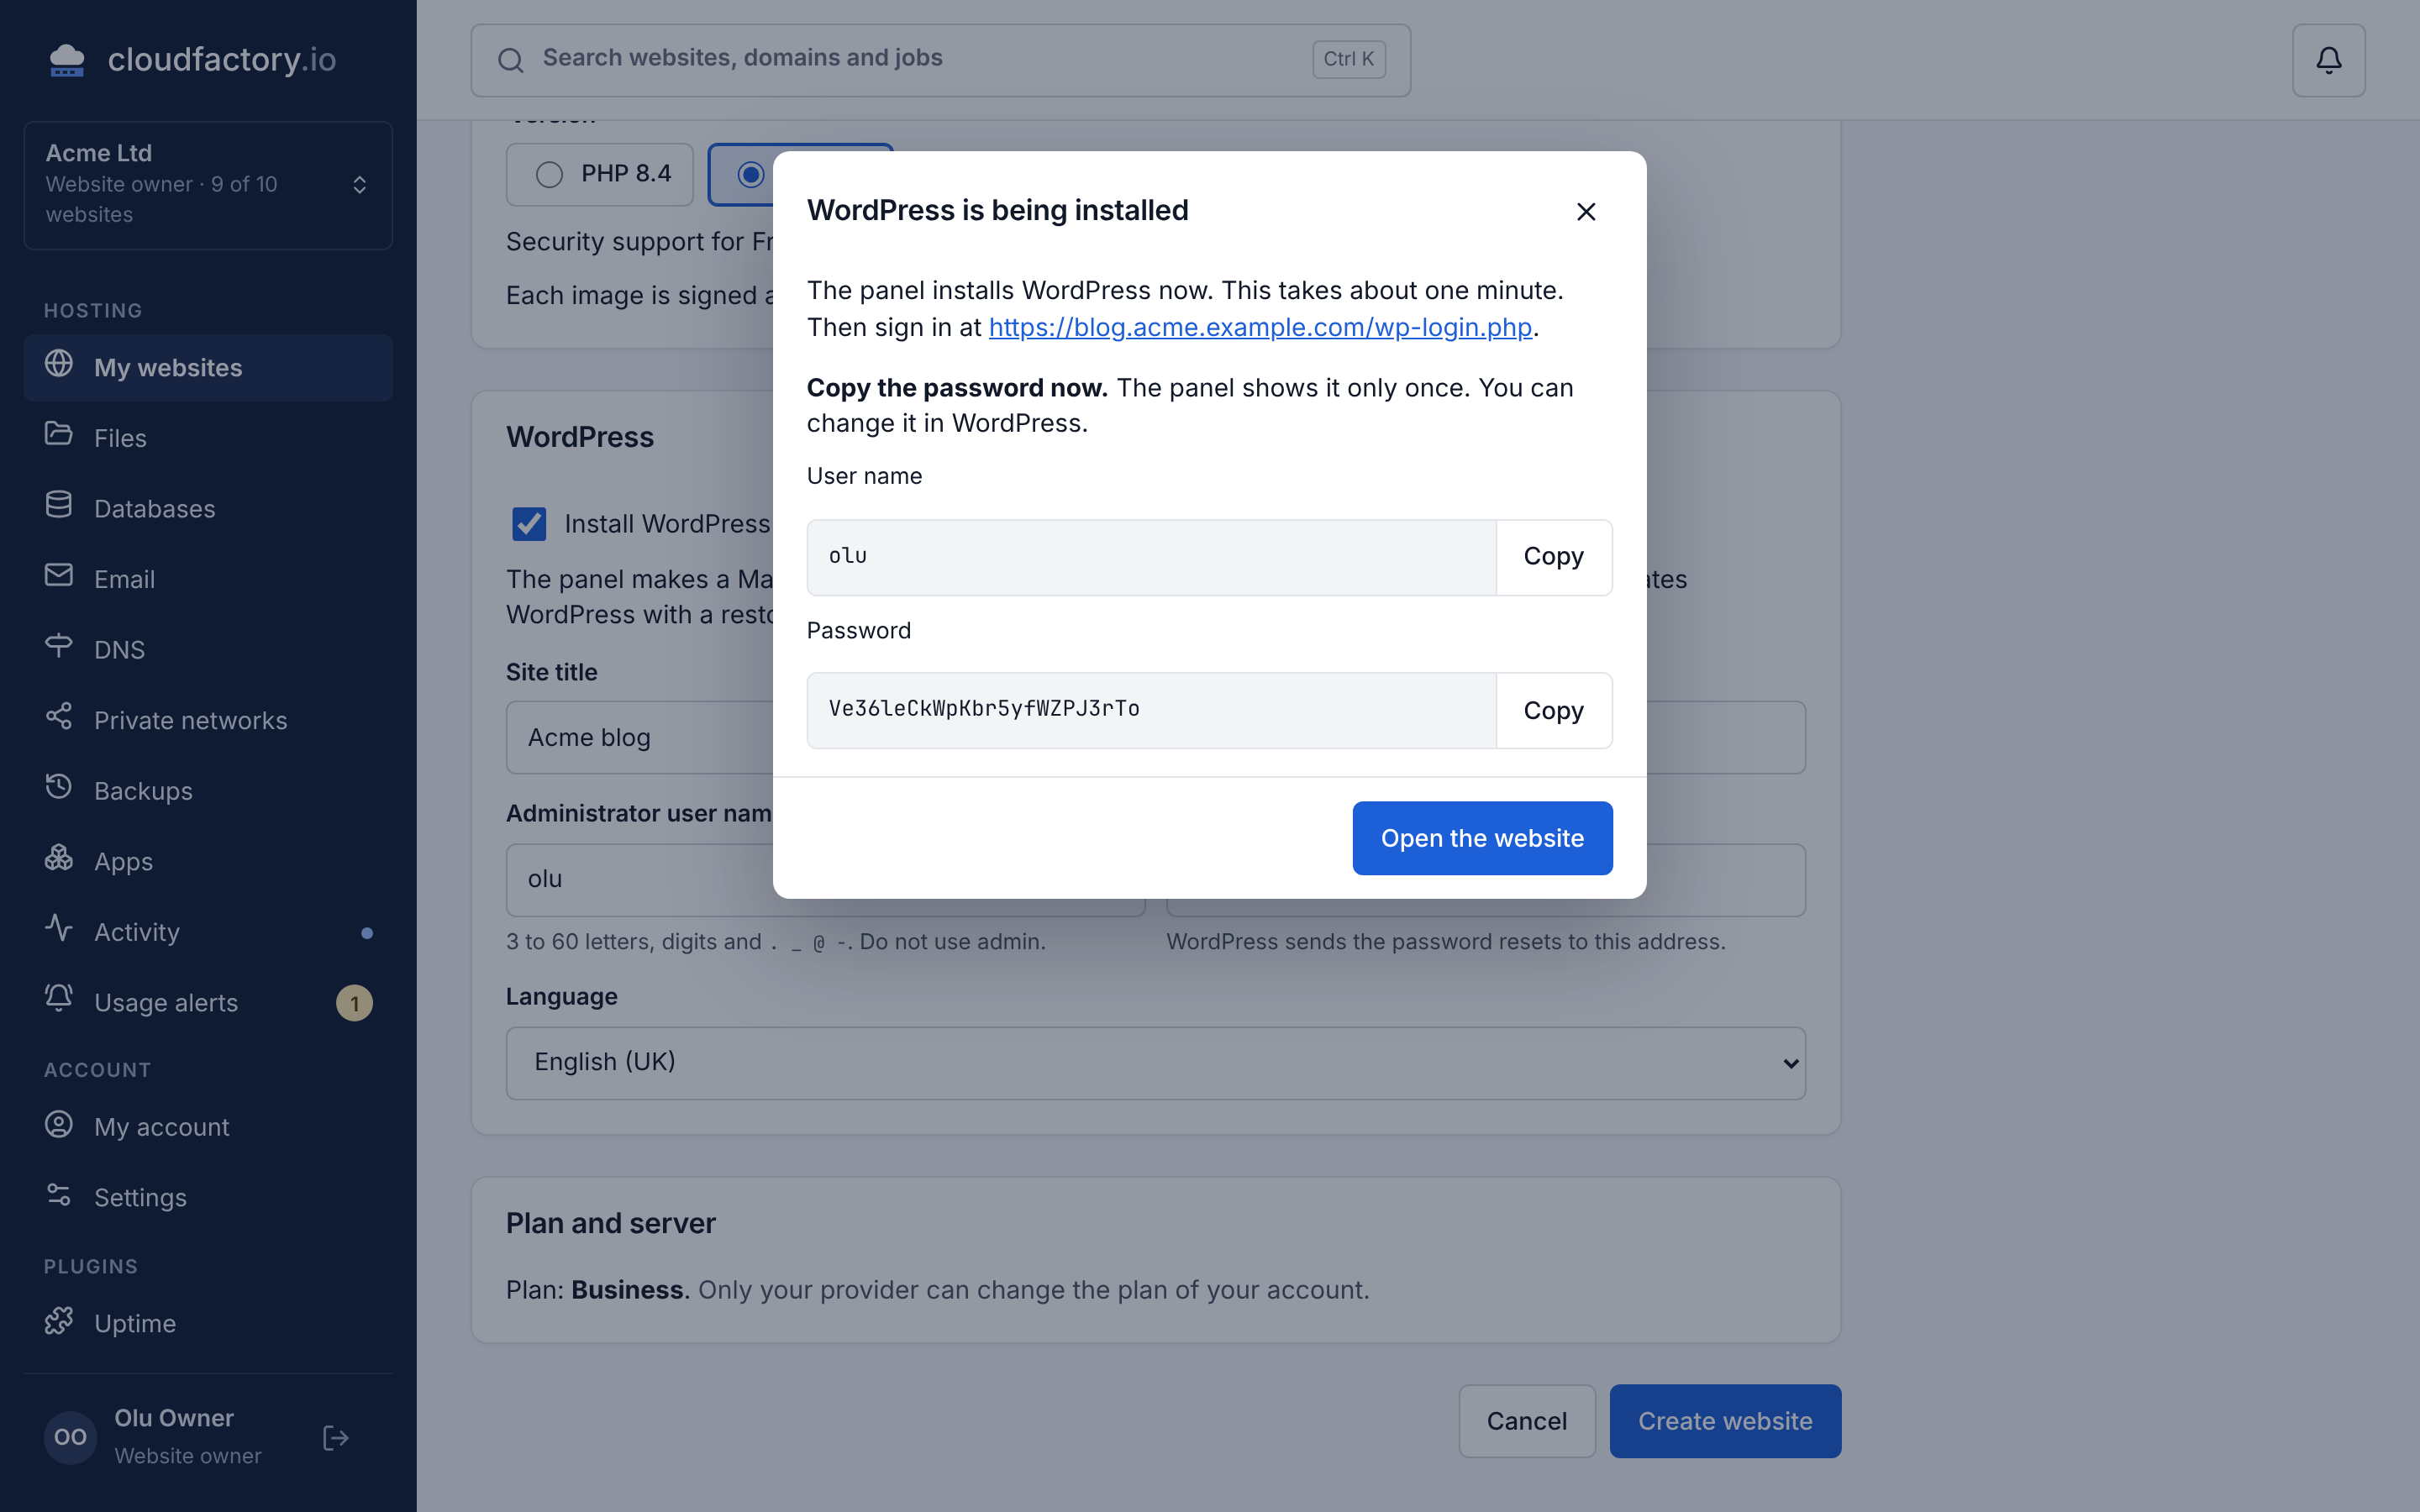 cloudfactory.io
Acme Ltd
Website owner · 9 of 10
websites
HOSTING
My websites
Files
Databases
Email
DNS
Private networks
Backups
Apps
Activity
Usage alerts
1
ACCOUNT
My account
Settings
PLUGINS
Uptime
OO
Olu Owner
Website owner
Search websites, domains and jobs
Ctrl K
PHP 8.4
Security support for
Each image is signed
WordPress
Install WordPress
The panel makes a
WordPress with a
Site title
Acme blog
Administrator user
olu
3 to 60 letters, digits and . _ @ -. Do not use admin.
WordPress sends the password resets to this address.
Language
English (UK)
Plan and server
Plan: Business. Only your provider can change the plan of your account.
Cancel
Create website
WordPress is being installed
The panel installs WordPress now. This takes about one minute.
Then sign in at https://blog.acme.example.com/wp-login.php.
Copy the password now. The panel shows it only once. You can
change it in WordPress.
User name
olu
Copy
Password
Ve36leCkWpKbr5yfWZPJ3rTo
Copy
Open the website